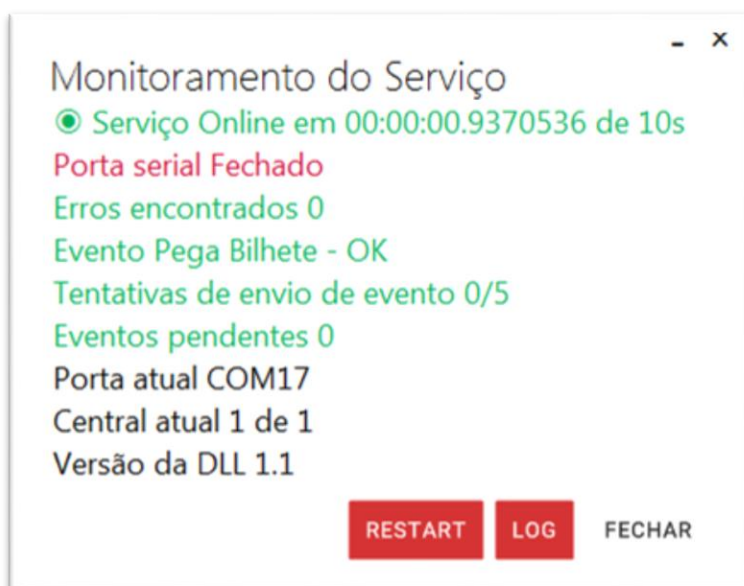 Monitoramento do Serviço
Serviço Online em 00:00:00.9370536 de 10s
Porta serial Fechado
Erros encontrados 0
Evento Pega Bilhete - OK
Tentativas de envio de evento 0/5
Eventos pendentes 0
Porta atual COM17
Central atual 1 de 1
Versão da DLL 1.1
RESTART LOG FECHAR